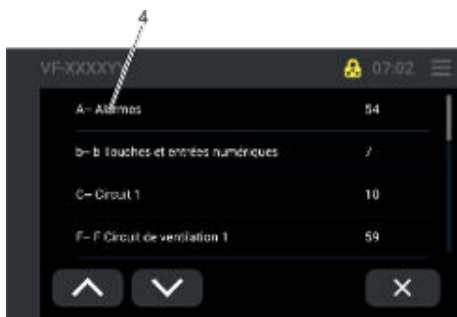 4
VF-XXXXYY 07:02
A- Alarmes 54
b- b Touches et entrées numériques 7
C- Circuit 1 10
F- F Circuit de ventilation 1 59